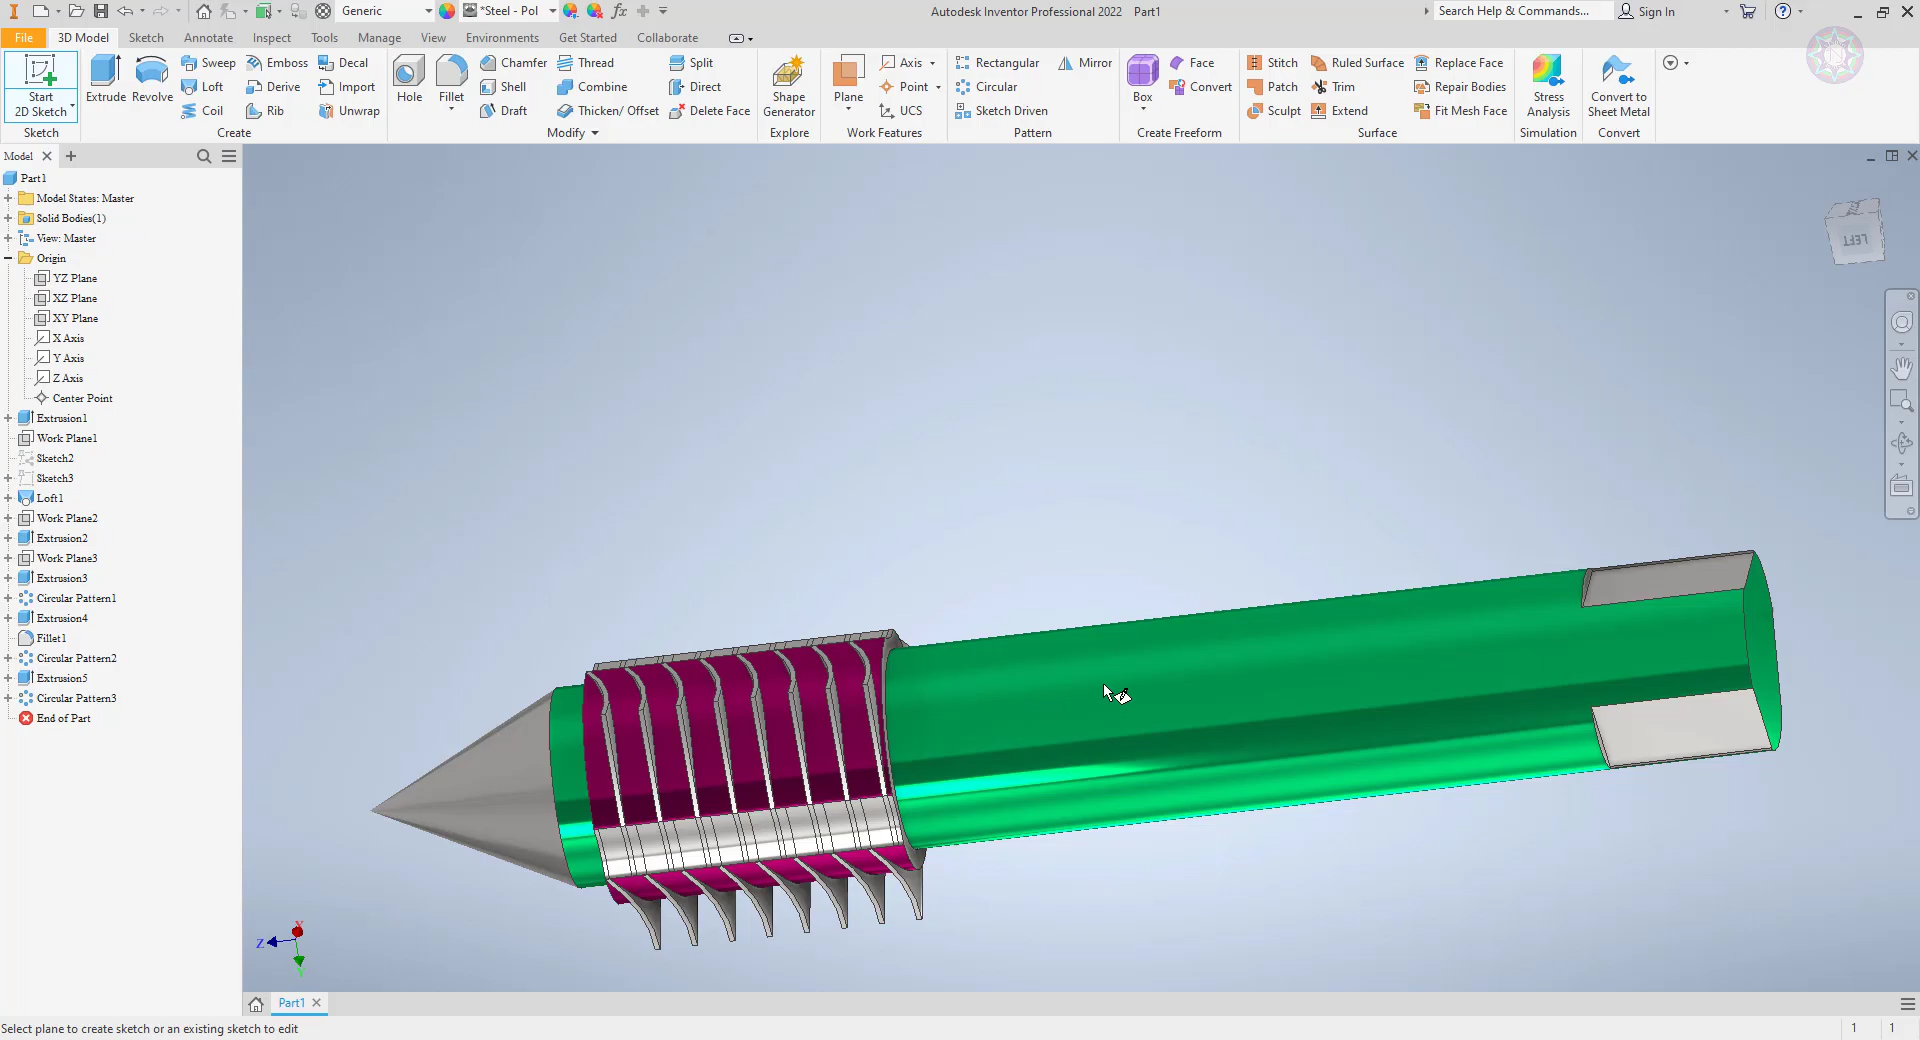 Generic
*Steel - Pol
fx
Autodesk Inventor Professional 2022 Part1
Search Help & Commands...
Sign In
File 3D Model Sketch Annotate Inspect Tools Manage View Environments Get Started Collaborate
Start
2D Sketch
Sketch
Extrude
Revolve
Sweep
Emboss
Decal
Loft
Derive
Import
Coil
Rib
Unwrap
Create
Hole
Fillet
Chamfer
Thread
Split
Shell
Combine
Direct
Draft
Thicken/ Offset
Delete Face
Modify
Shape
Generator
Explore
Plane
Axis
Point
UCS
Work Features
Rectangular
Mirror
Circular
Sketch Driven
Pattern
Box
Face
Convert
Create Freeform
Stitch
Ruled Surface
Replace Face
Patch
Trim
Repair Bodies
Sculpt
Extend
Fit Mesh Face
Surface
Stress
Analysis
Simulation
Convert to
Sheet Metal
Convert
Model
Part1
Model States: Master
Solid Bodies(1)
View: Master
Origin
YZ Plane
XZ Plane
XY Plane
X Axis
Y Axis
Z Axis
Center Point
Extrusion1
Work Plane1
Sketch2
Sketch3
Loft1
Work Plane2
Extrusion2
Work Plane3
Extrusion3
Circular Pattern1
Extrusion4
Fillet1
Circular Pattern2
Extrusion5
Circular Pattern3
End of Part
LEFT
X
Z
Y
Part1
Select plane to create sketch or an existing sketch to edit
1 1